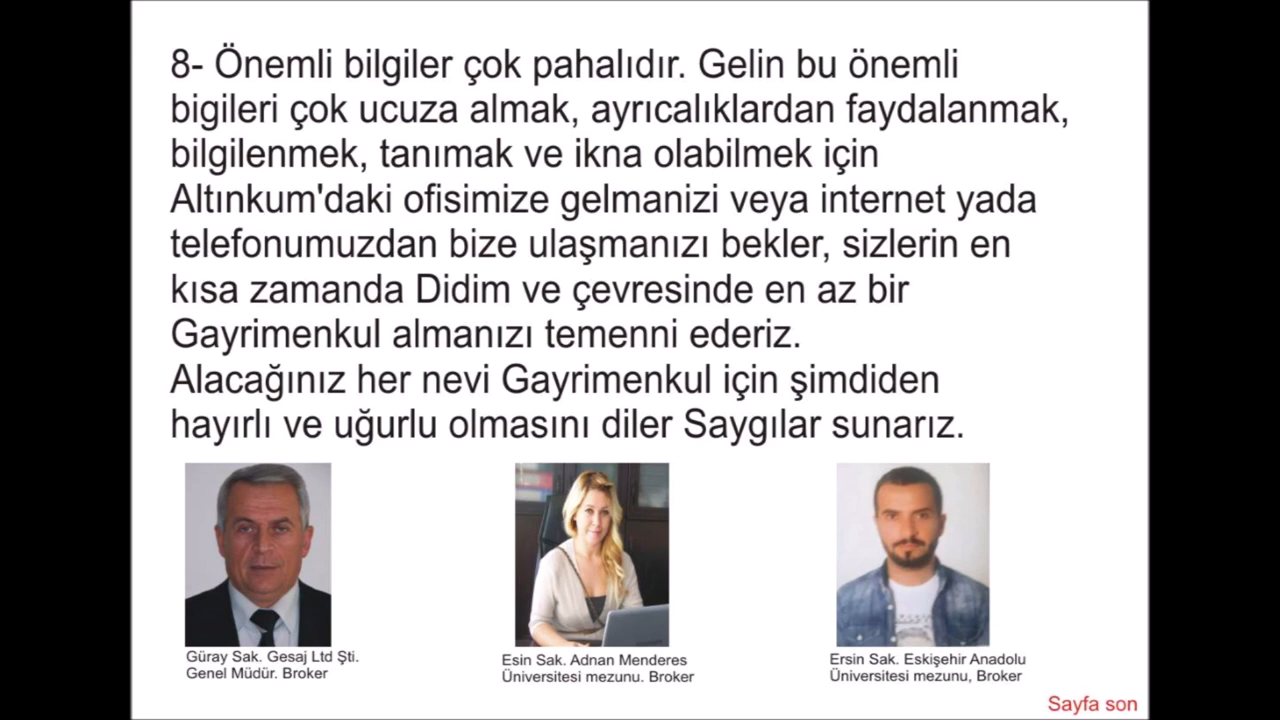 8- Önemli bilgiler çok pahalıdır. Gelin bu önemli
bigileri çok ucuza almak, ayrıcalıklardan faydalanmak,
bilgilenmek, tanımak ve ikna olabilmek için
Altınkum'daki ofisimize gelmanizi veya internet yada
telefonumuzdan bize ulaşmanızı bekler, sizlerin en
kısa zamanda Didim ve çevresinde en az bir
Gayrimenkul almanızı temenni ederiz.
Alacağınız her nevi Gayrimenkul için şimdiden
hayırlı ve uğurlu olmasını diler Saygılar sunarız.
Güray Sak. Gesaj Ltd Şti.
Genel Müdür. Broker
Esin Sak. Adnan Menderes
Üniversitesi mezunu. Broker
Ersin Sak. Eskişehir Anadolu
Üniversitesi mezunu, Broker
Sayfa son